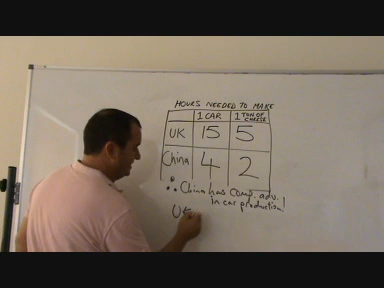 HOURS NEEDED TO MAKE
1 CAR 1 TON OF CHEESE
UK 15 5
China 4 2
∴ China has Comp. adv.
in car production!
UK